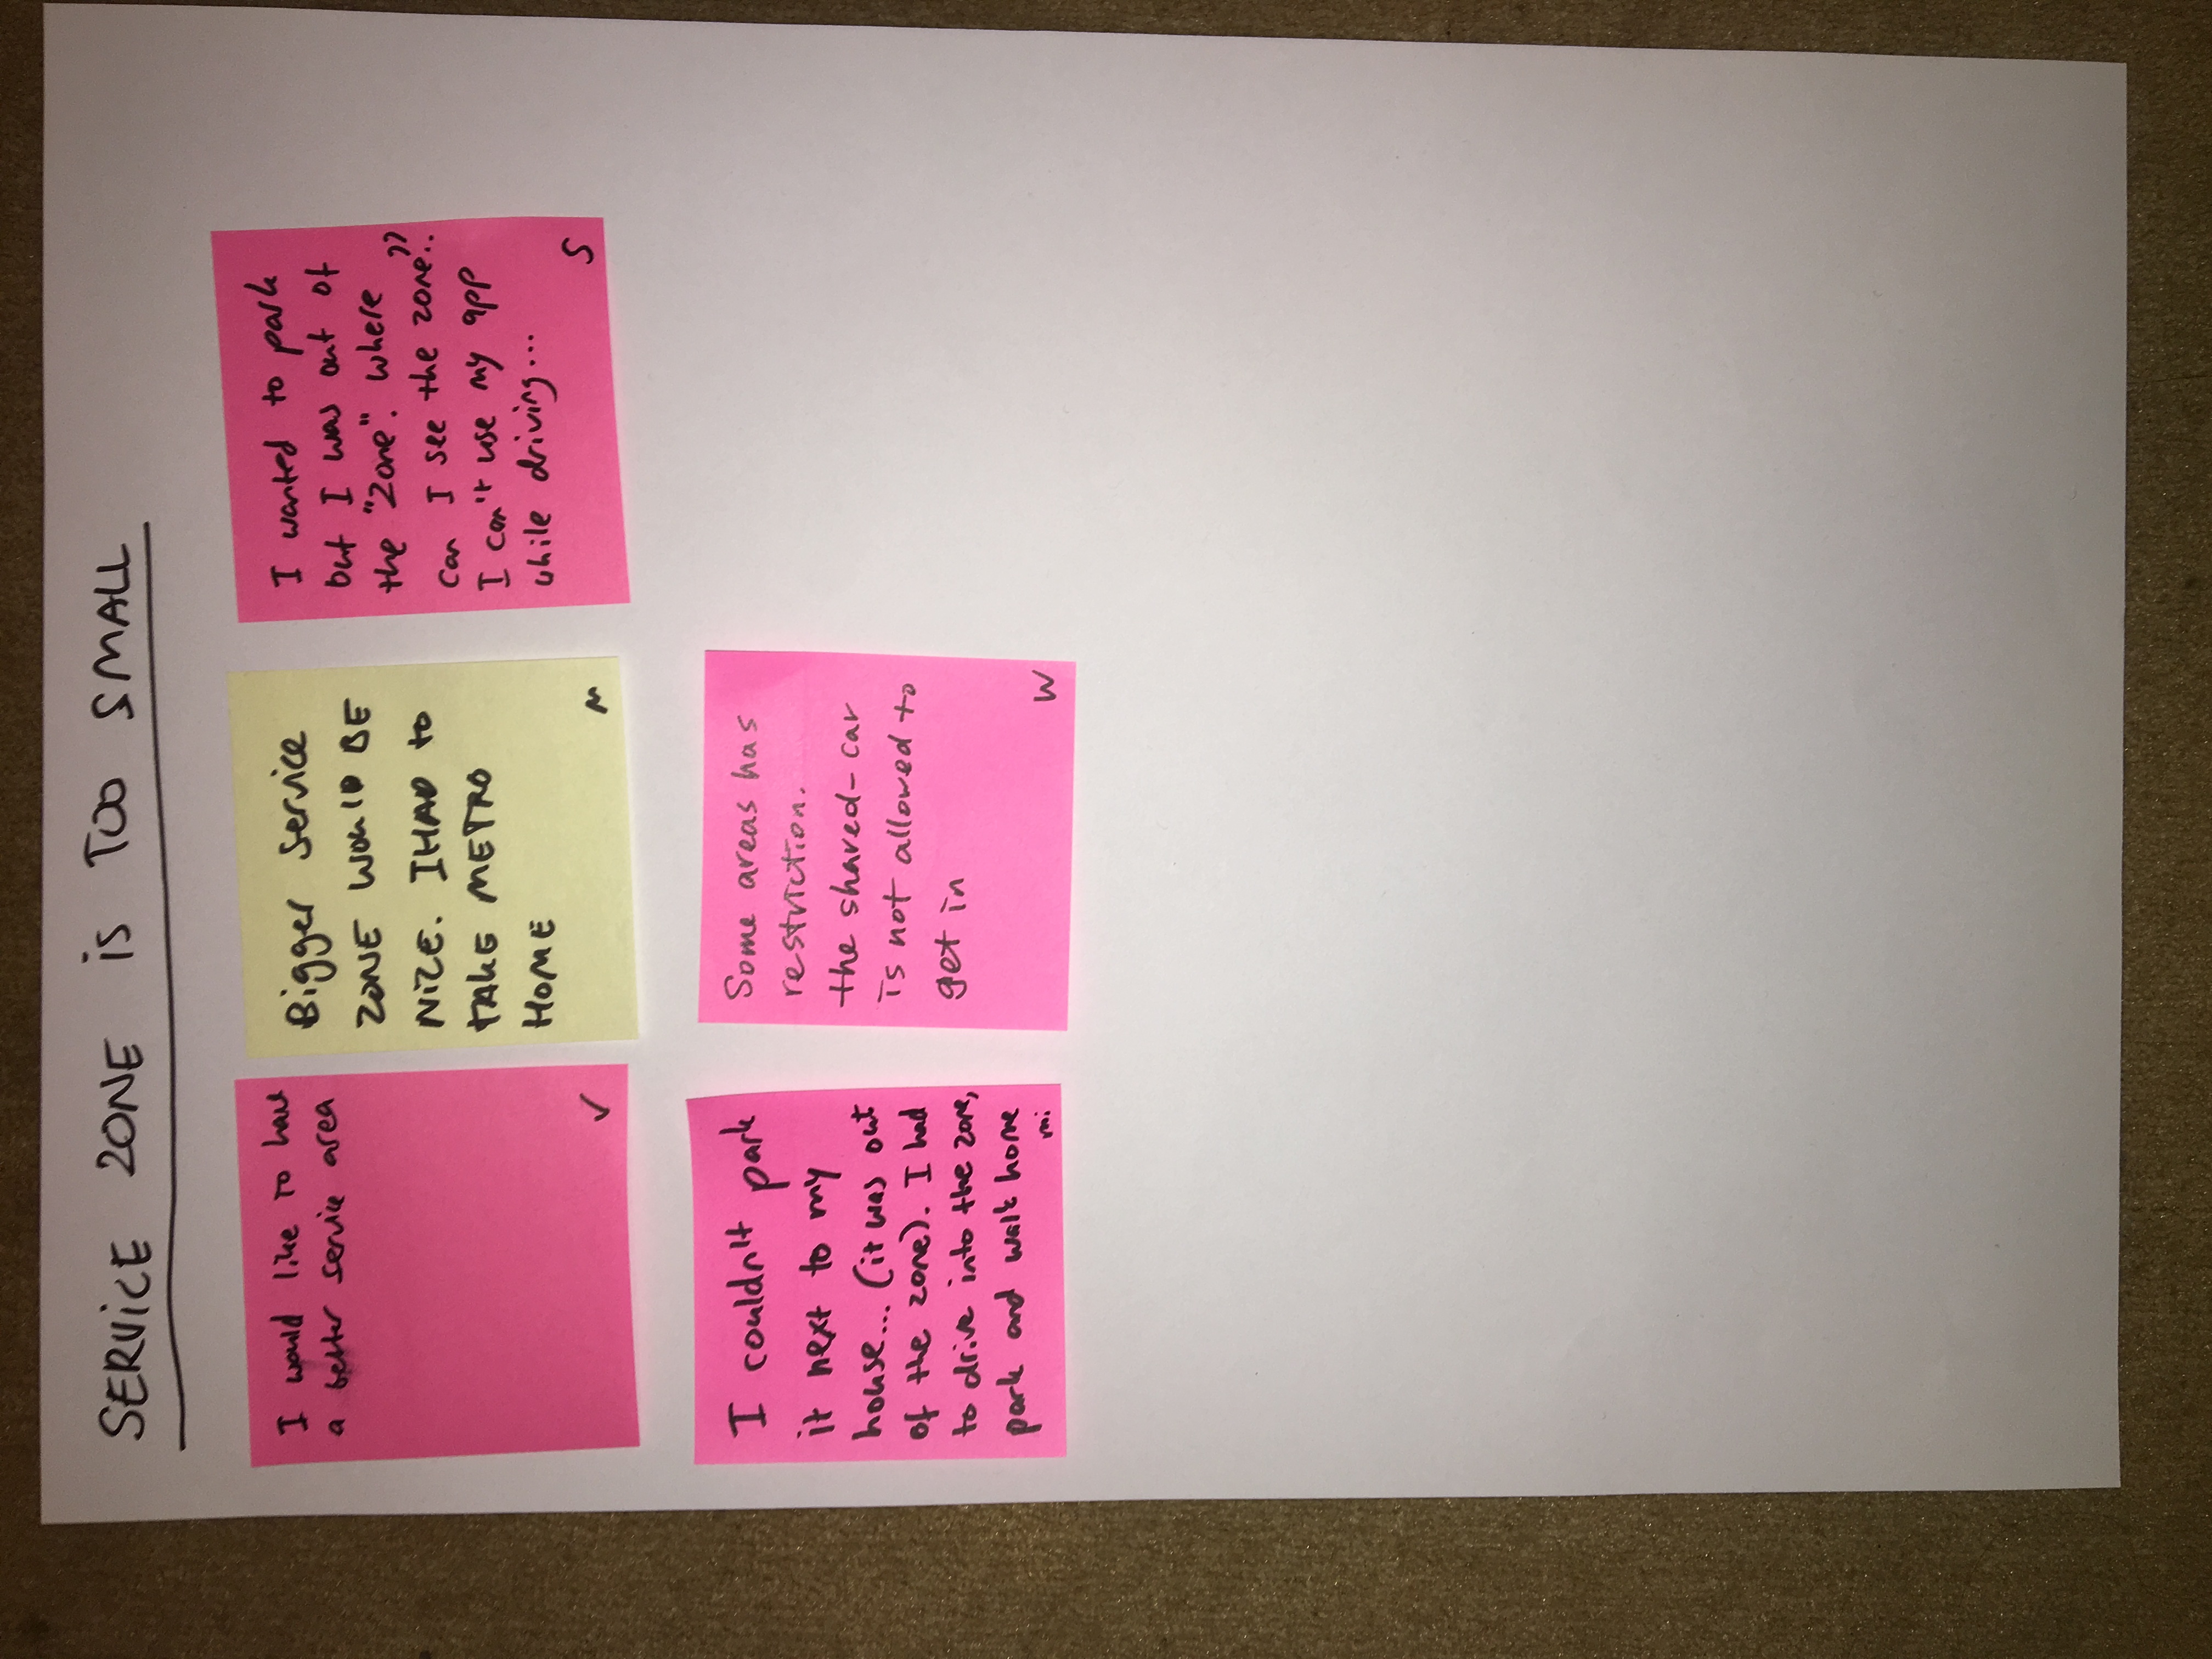 SERVICE ZONE IS TOO SMALL
I would like to have
a better service area
✓
Bigger Service
ZONE WOULD BE
NIZE. I HAD to
TAKE METRO
HOME
M
I wanted to park
but I was out of
the "zone". Where
can I see the zone??
I can't use my app
while driving...
S
I couldn't park
it next to my
house... (it was out
of the zone). I had
to drive into the zone,
park and walk home
mi
Some areas has
restriction.
the shared-car
is not allowed to
get in
W